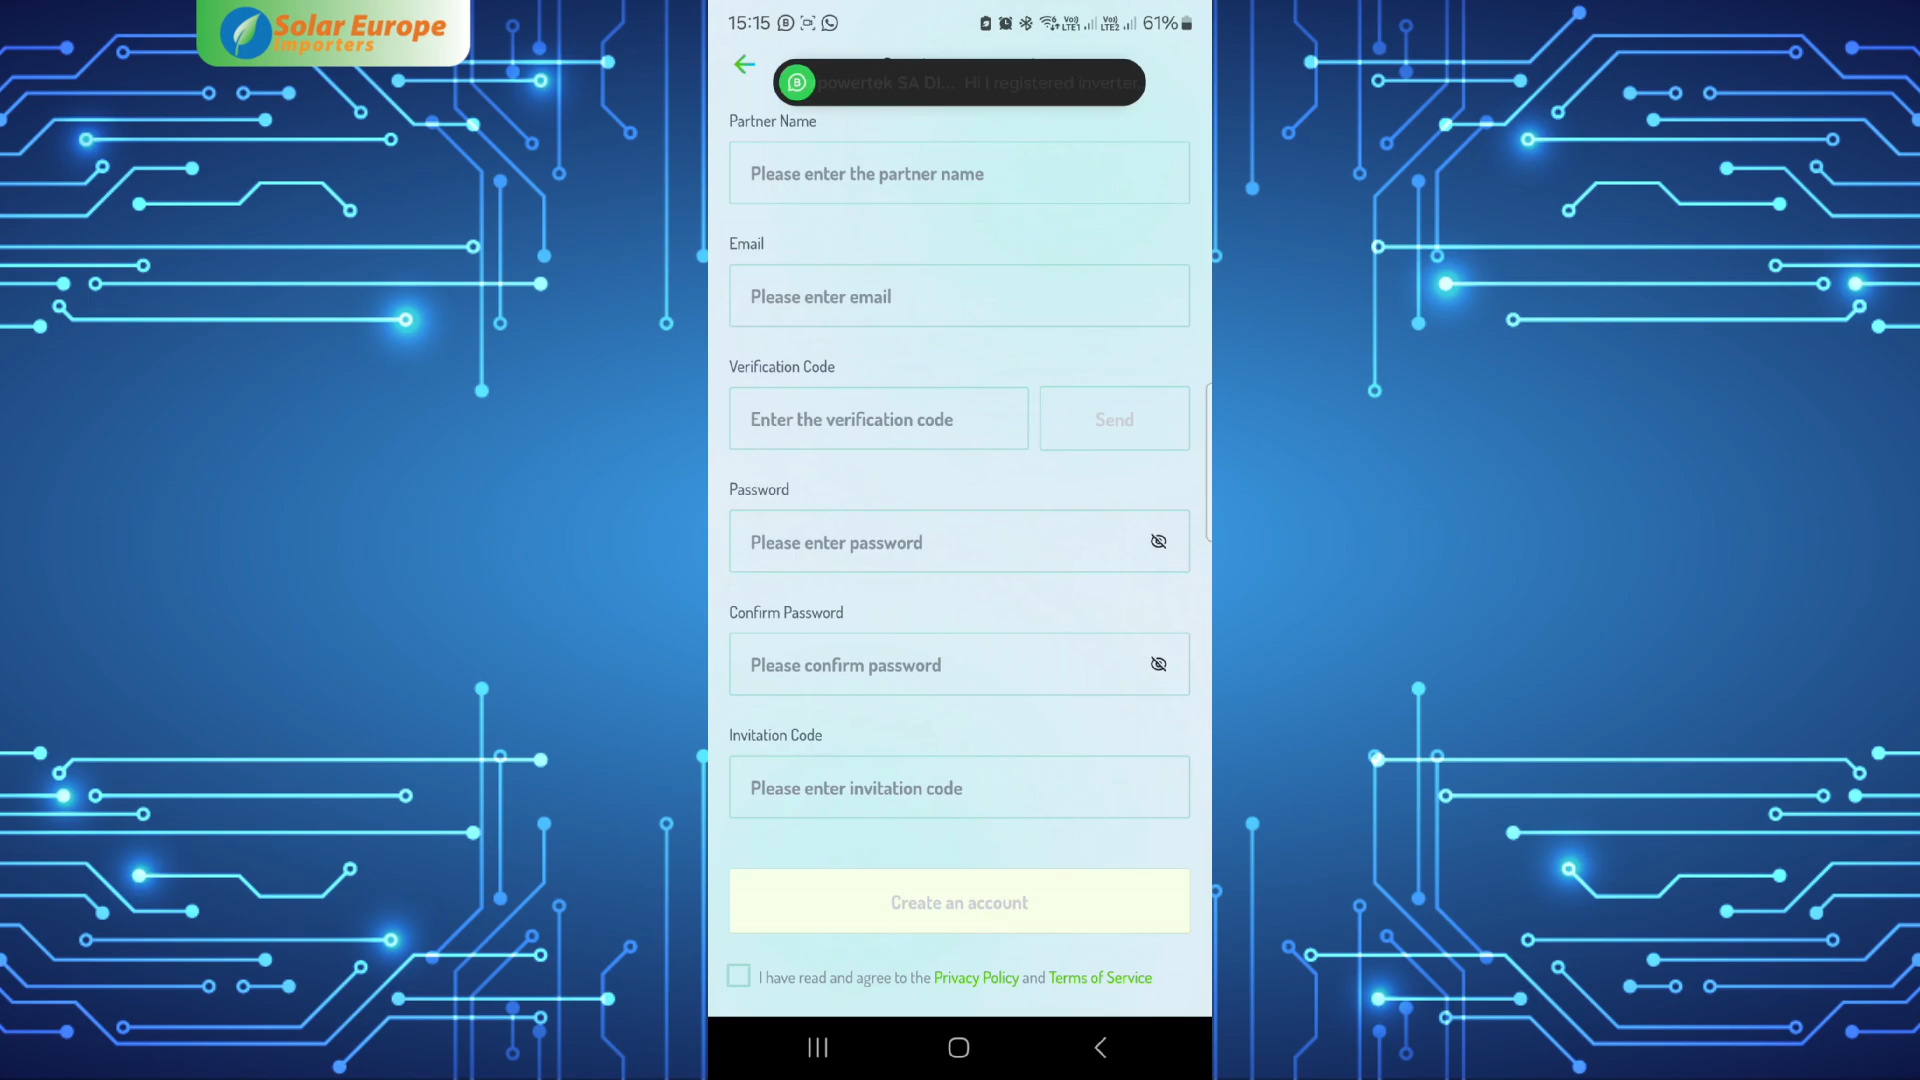 Solar Europe
Importers
15:15
61%
powertek SA DI... Hi I registered inverter
Partner Name
Please enter the partner name
Email
Please enter email
Verification Code
Enter the verification code
Send
Password
Please enter password
Confirm Password
Please confirm password
Invitation Code
Please enter invitation code
Create an account
I have read and agree to the Privacy Policy and Terms of Service